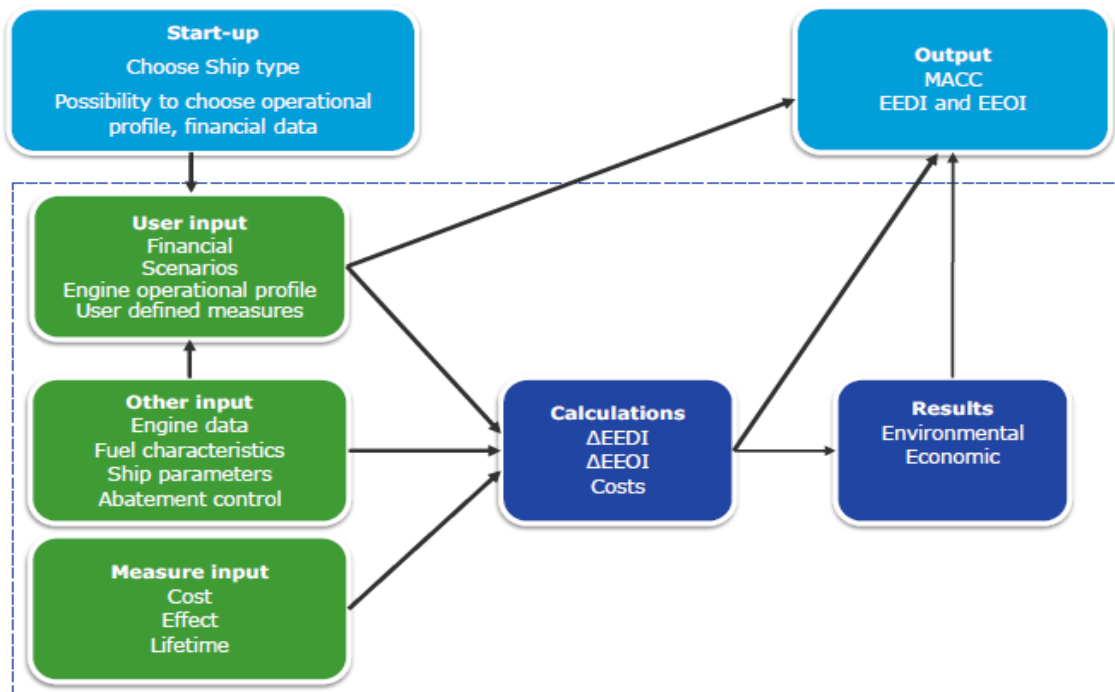 Start-up
Choose Ship type
Possibility to choose operational
profile, financial data
Output
MACC
EEDI and EEOI
User input
Financial
Scenarios
Engine operational profile
User defined measures
Other input
Engine data
Fuel characteristics
Ship parameters
Abatement control
Calculations
ΔEEDI
ΔEEOI
Costs
Results
Environmental
Economic
Measure input
Cost
Effect
Lifetime